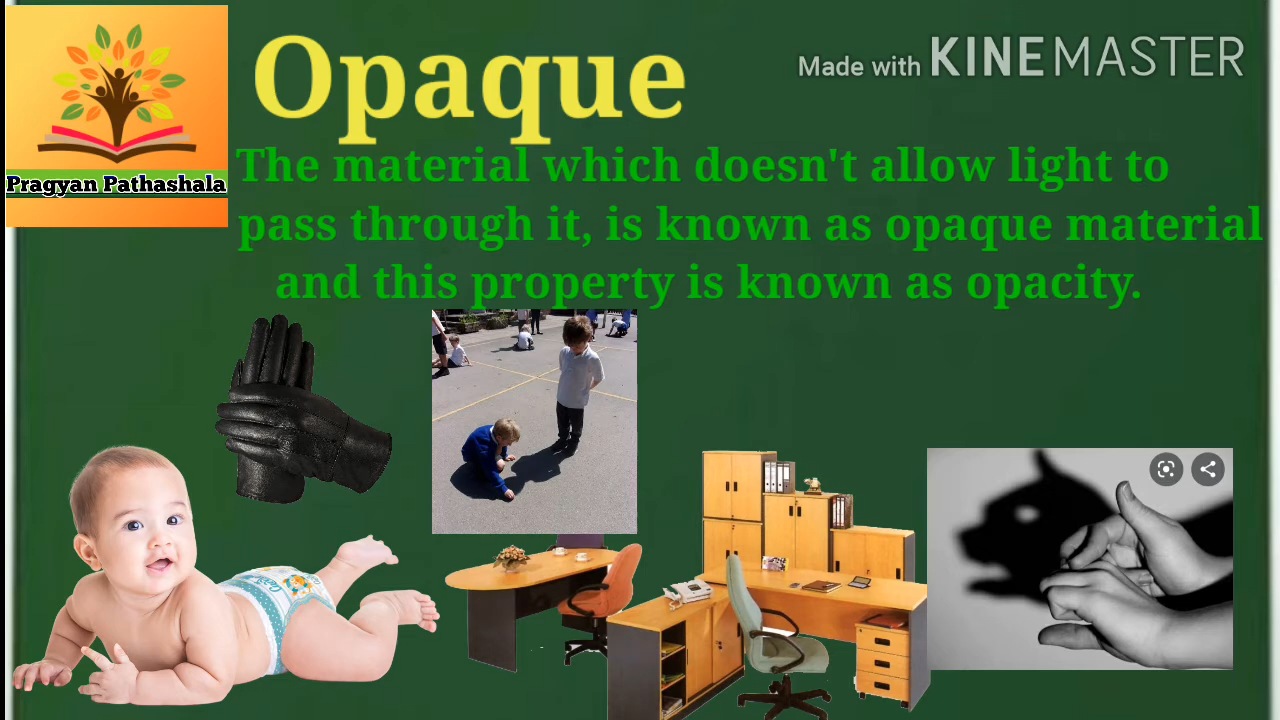 Opaque
Made with KINEMASTER
Pragyan Pathashala
The material which doesn't allow light to
pass through it, is known as opaque material
and this property is known as opacity.